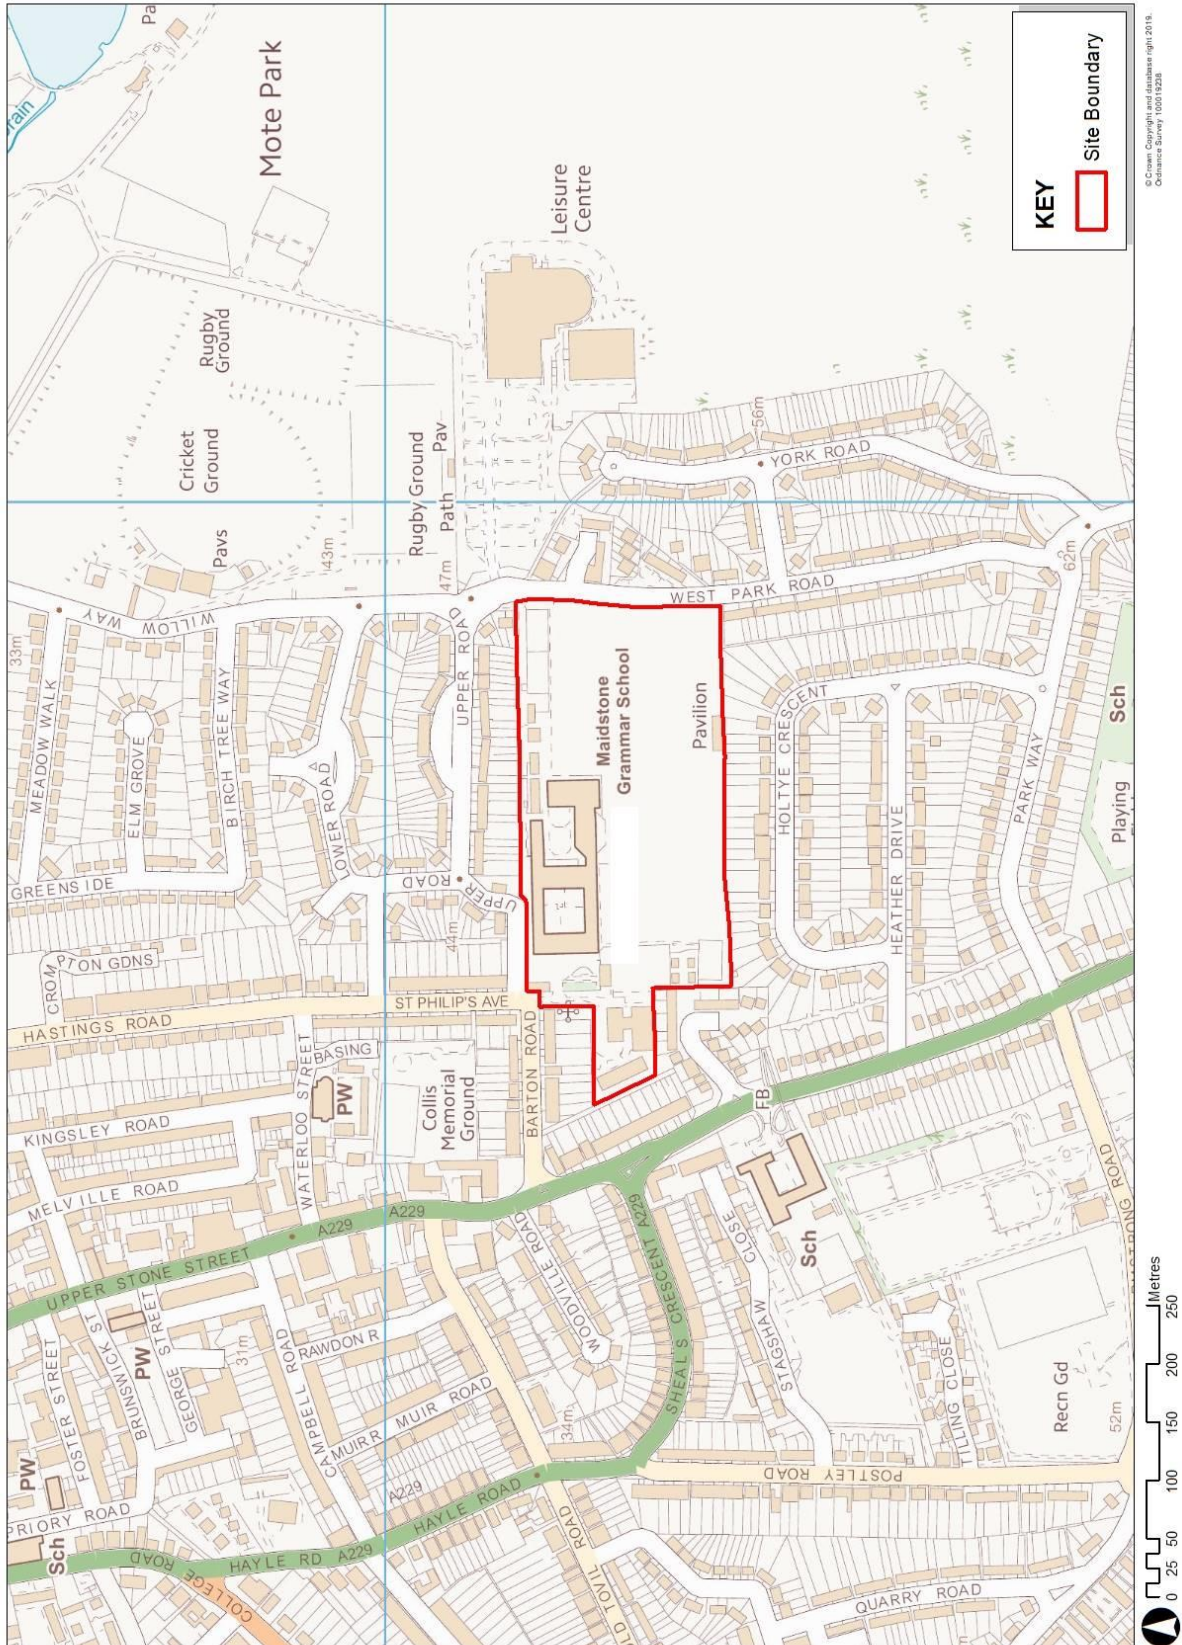 Drain
Pa
Mote Park
Leisure
Centre
Rugby
Ground
Cricket
Ground
Pavs
Rugby Ground
Pav
Path
43m
47m
33m
WILLOW WAY
MEADOW WALK
ELM GROVE
BIRCH TREE WAY
GREENSIDE
LOWER ROAD
UPPER ROAD
UPPER ROAD
44m
CROMPTON GDNS
HASTINGS ROAD
ST PHILIP'S AVE
BARTON ROAD
WATERLOO STREET
BASING
PW
Collis
Memorial
Ground
KINGSLEY ROAD
MELVILLE ROAD
UPPER STONE STREET
A229
A229
FOSTER STREET
BRUNSWICK ST
GEORGE STREET
PW
PW
31m
CAMPBELL ROAD
RAWDON R
MUIR R
MUIR ROAD
PRIORY ROAD
Sch
COLLEGE ROAD
HAYLE RD A229
A229
HAYLE ROAD
34m
OLD TOVIL ROAD
WOODVILLE ROAD
SHEALS CRESCENT A229
STAGSHAW CLOSE
Sch
FB
POSTLEY ROAD
TILLING CLOSE
Recn Gd
52m
QUARRY ROAD
ARMSTRONG ROAD
Maidstone
Grammar School
Pavilion
WEST PARK ROAD
YORK ROAD
56m
62m
HOLTYE CRESCENT
HEATHER DRIVE
PARK WAY
Sch
Playing
KEY
Site Boundary
© Crown Copyright and database right 2019.
Ordnance Survey 100019238
0 25 50 100 150 200 250
Metres